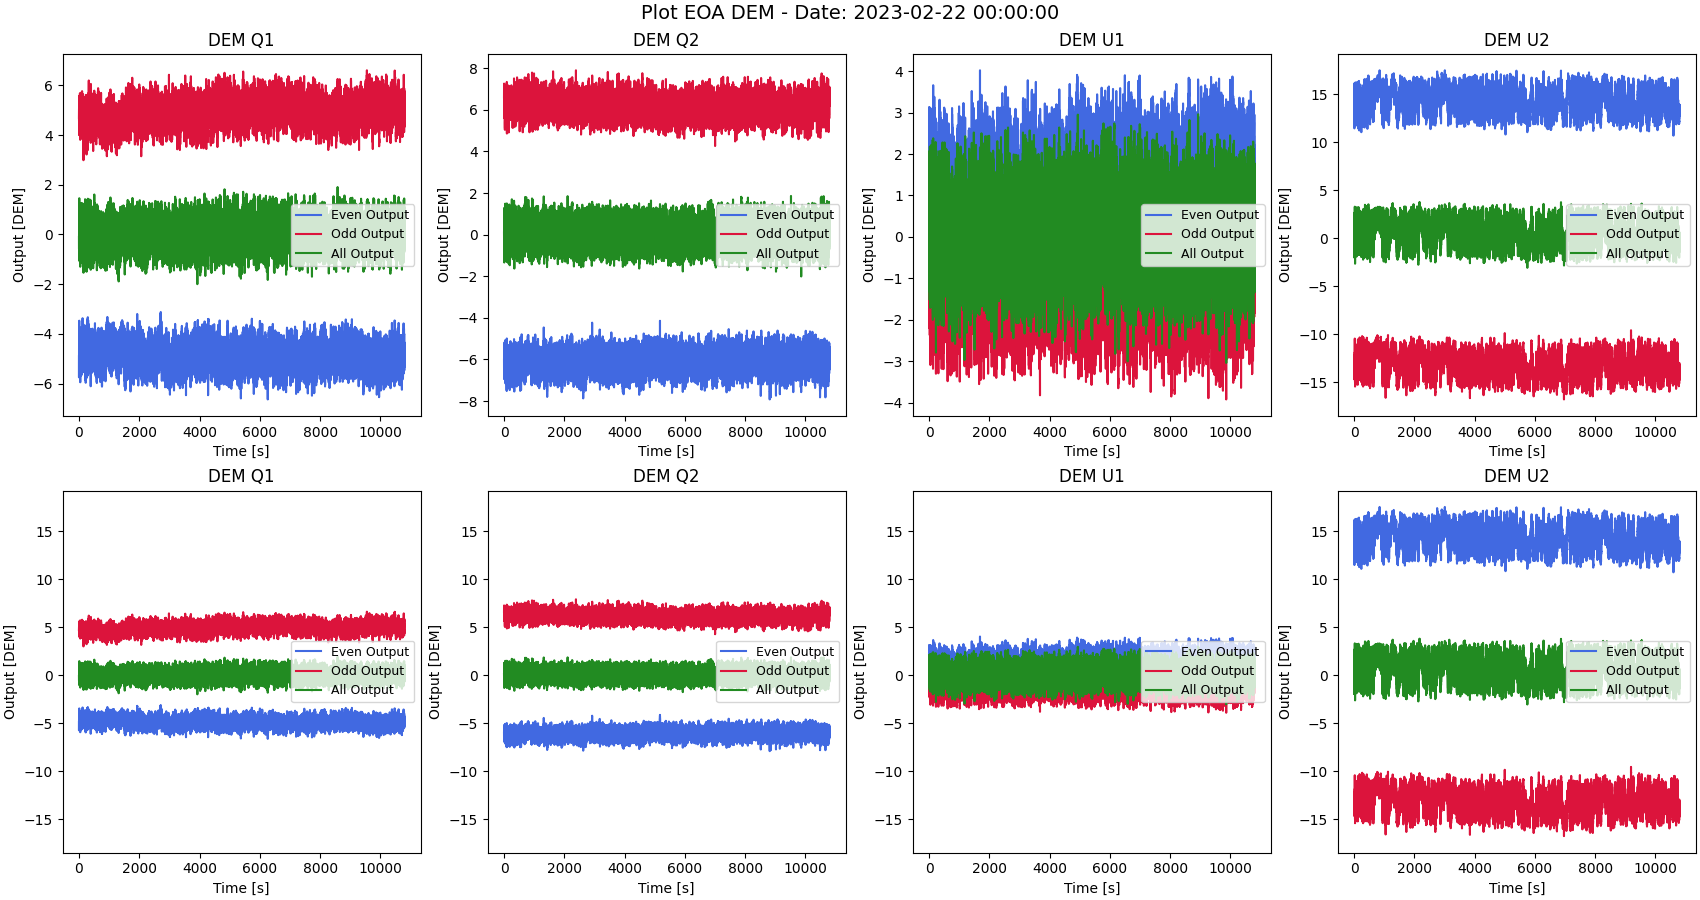 Plot EOA DEM - Date: 2023-02-22 00:00:00
DEM Q1
Output [DEM]
6
4
2
0
−2
−4
−6
Even Output
Odd Output
All Output
0 2000 4000 6000 8000 10000
Time [s]
DEM Q2
Output [DEM]
8
6
4
2
0
−2
−4
−6
−8
Even Output
Odd Output
All Output
0 2000 4000 6000 8000 10000
Time [s]
DEM U1
Output [DEM]
4
3
2
1
0
−1
−2
−3
−4
Even Output
Odd Output
All Output
0 2000 4000 6000 8000 10000
Time [s]
DEM U2
Output [DEM]
15
10
5
0
−5
−10
−15
Even Output
Odd Output
All Output
0 2000 4000 6000 8000 10000
Time [s]
DEM Q1
Output [DEM]
15
10
5
0
−5
−10
−15
Even Output
Odd Output
All Output
0 2000 4000 6000 8000 10000
Time [s]
DEM Q2
Output [DEM]
15
10
5
0
−5
−10
−15
Even Output
Odd Output
All Output
0 2000 4000 6000 8000 10000
Time [s]
DEM U1
Output [DEM]
15
10
5
0
−5
−10
−15
Even Output
Odd Output
All Output
0 2000 4000 6000 8000 10000
Time [s]
DEM U2
Output [DEM]
15
10
5
0
−5
−10
−15
Even Output
Odd Output
All Output
0 2000 4000 6000 8000 10000
Time [s]